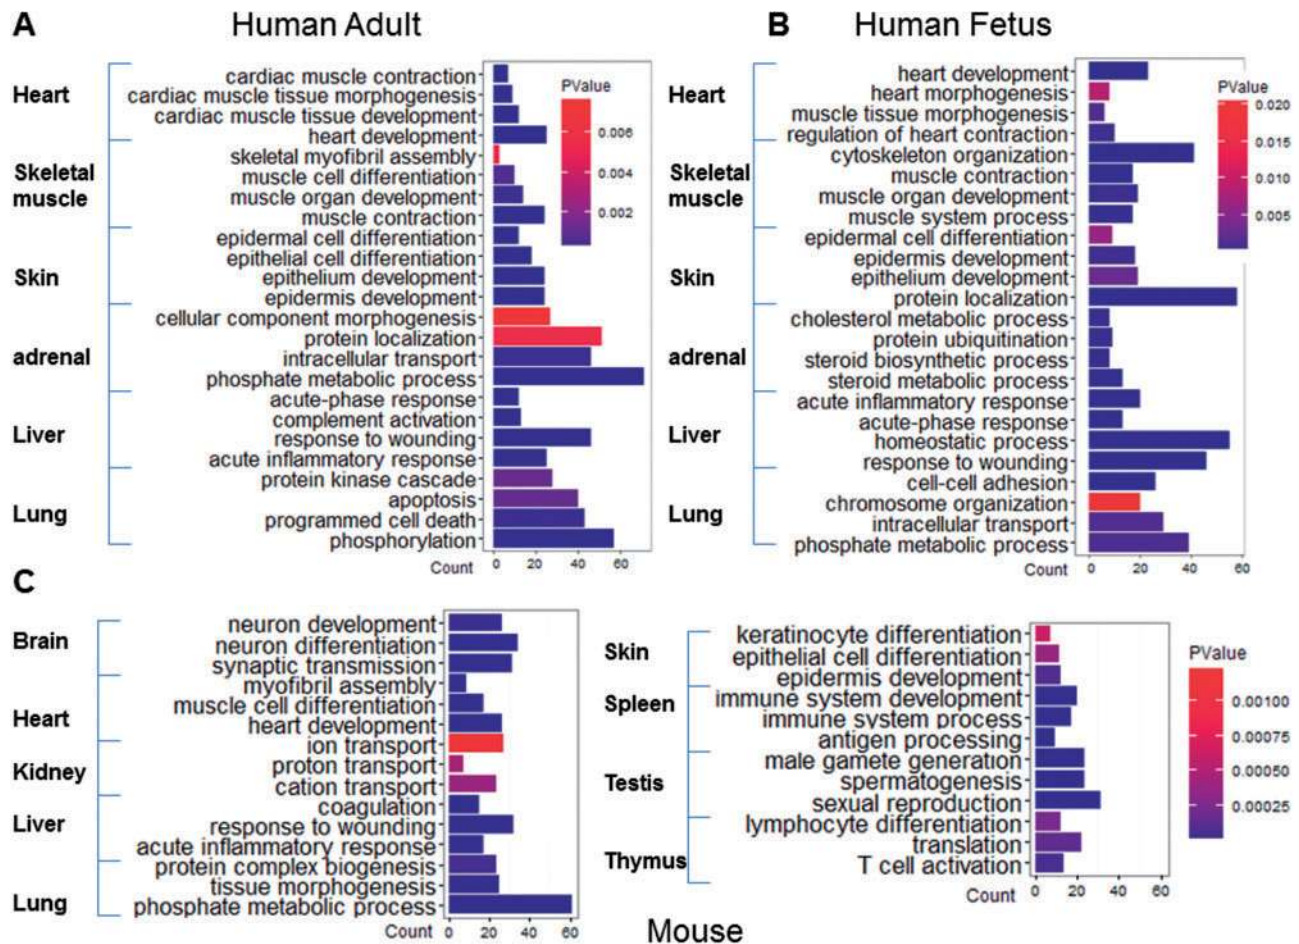 A
Human Adult
Heart
Skeletal
muscle
Skin
adrenal
Liver
Lung
cardiac muscle contraction
cardiac muscle tissue morphogenesis
cardiac muscle tissue development
heart development
skeletal myofibril assembly
muscle cell differentiation
muscle organ development
muscle contraction
epidermal cell differentiation
epithelial cell differentiation
epithelium development
epidermis development
cellular component morphogenesis
protein localization
intracellular transport
phosphate metabolic process
acute-phase response
complement activation
response to wounding
acute inflammatory response
protein kinase cascade
apoptosis
programmed cell death
phosphorylation
Count
0 20 40 60
PValue
0.006
0.004
0.002
B
Human Fetus
Heart
Skeletal
muscle
Skin
adrenal
Liver
Lung
heart development
heart morphogenesis
muscle tissue morphogenesis
regulation of heart contraction
cytoskeleton organization
muscle contraction
muscle organ development
muscle system process
epidermal cell differentiation
epidermis development
epithelium development
protein localization
cholesterol metabolic process
protein ubiquitination
steroid biosynthetic process
steroid metabolic process
acute inflammatory response
acute-phase response
homeostatic process
response to wounding
cell-cell adhesion
chromosome organization
intracellular transport
phosphate metabolic process
Count
0 20 40 60
PValue
0.020
0.015
0.010
0.005
C
Brain
Heart
Kidney
Liver
Lung
neuron development
neuron differentiation
synaptic transmission
myofibril assembly
muscle cell differentiation
heart development
ion transport
proton transport
cation transport
coagulation
response to wounding
acute inflammatory response
protein complex biogenesis
tissue morphogenesis
phosphate metabolic process
Count
0 20 40 60
Skin
Spleen
Testis
Thymus
keratinocyte differentiation
epithelial cell differentiation
epidermis development
immune system development
immune system process
antigen processing
male gamete generation
spermatogenesis
sexual reproduction
lymphocyte differentiation
translation
T cell activation
Count
0 20 40 60
PValue
0.00100
0.00075
0.00050
0.00025
Mouse